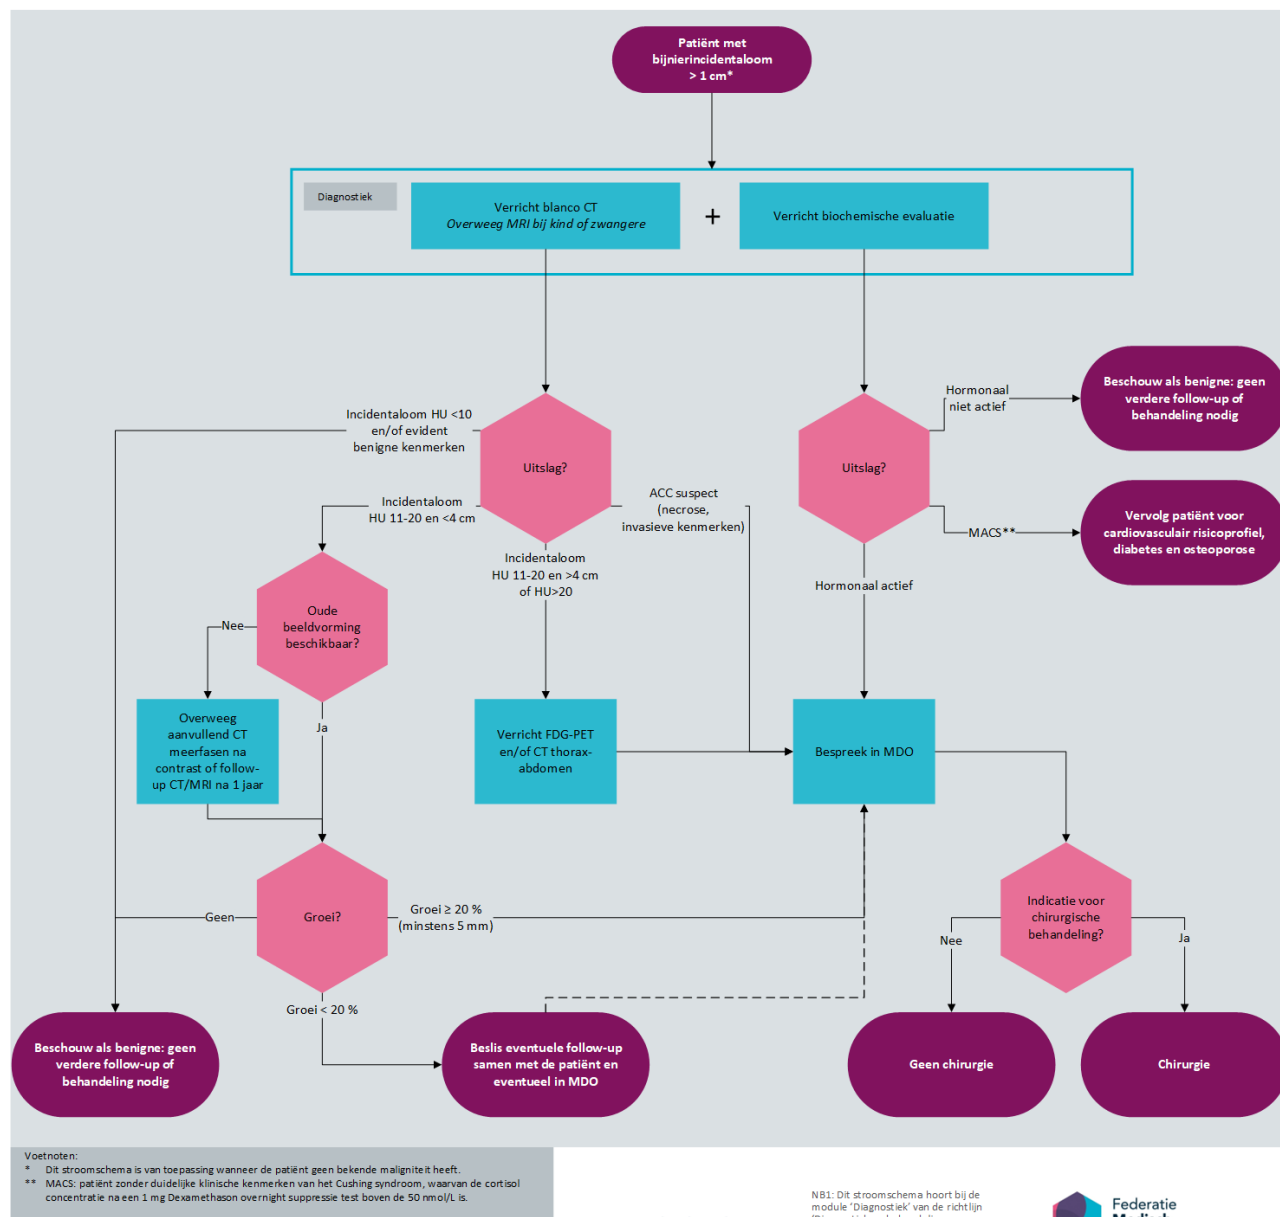 Patiënt met
bijnierincidentaloom
> 1 cm*
Diagnostiek
Verricht blanco CT
Overweeg MRI bij kind of zwangere
+
Verricht biochemische evaluatie
Incidentaloom HU <10
en/of evident
benigne kenmerken
Uitslag?
Incidentaloom
HU 11-20 en <4 cm
ACC suspect
(necrose,
invasieve kenmerken)
Incidentaloom
HU 11-20 en >4 cm
of HU>20
Uitslag?
Hormonaal
niet actief
Beschouw als benigne: geen
verdere follow-up of
behandeling nodig
MACS**
Vervolg patiënt voor
cardiovasculair risicoprofiel,
diabetes en osteoporose
Hormonaal actief
Oude
beeldvorming
beschikbaar?
Nee
Ja
Overweeg
aanvullend CT
meerfasen na
contrast of follow-
up CT/MRI na 1 jaar
Verricht FDG-PET
en/of CT thorax-
abdomen
Bespreek in MDO
Groei?
Geen
Groei ≥ 20 %
(minstens 5 mm)
Groei < 20 %
Indicatie voor
chirurgische
behandeling?
Nee
Ja
Beschouw als benigne: geen
verdere follow-up of
behandeling nodig
Beslis eventuele follow-up
samen met de patiënt en
eventueel in MDO
Geen chirurgie
Chirurgie
Voetnoten:
* Dit stroomschema is van toepassing wanneer de patiënt geen bekende maligniteit heeft.
** MACS: patiënt zonder duidelijke klinische kenmerken van het Cushing syndroom, waarvan de cortisol
concentratie na een 1 mg Dexamethason overnight suppressie test boven de 50 nmol/L is.
NB1: Dit stroomschema hoort bij de
module 'Diagnostiek' van de richtlijn
Federatie